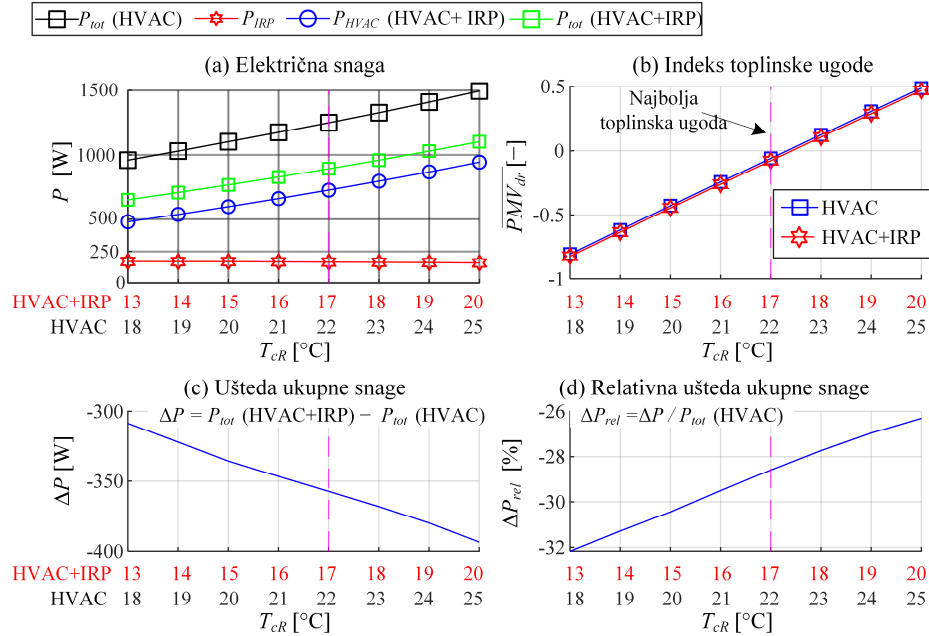 P_tot (HVAC) P_IRP P_HVAC (HVAC+ IRP) P_tot (HVAC+IRP)
(a) Električna snaga
P [W]
1500
1000
500
250
0
HVAC+IRP 13 14 15 16 17 18 19 20
HVAC 18 19 20 21 22 23 24 25
T_cR [°C]
(b) Indeks toplinske ugode
Najbolja
toplinska ugoda
PMV_dr [−]
0.5
0
-0.5
-1
HVAC
HVAC+IRP
13 14 15 16 17 18 19 20
18 19 20 21 22 23 24 25
T_cR [°C]
(c) Ušteda ukupne snage
ΔP = P_tot (HVAC+IRP) − P_tot (HVAC)
ΔP [W]
-300
-350
-400
HVAC+IRP 13 14 15 16 17 18 19 20
HVAC 18 19 20 21 22 23 24 25
T_cR [°C]
(d) Relativna ušteda ukupne snage
ΔP_rel =ΔP / P_tot (HVAC)
ΔP_rel [%]
-26
-28
-30
-32
13 14 15 16 17 18 19 20
18 19 20 21 22 23 24 25
T_cR [°C]